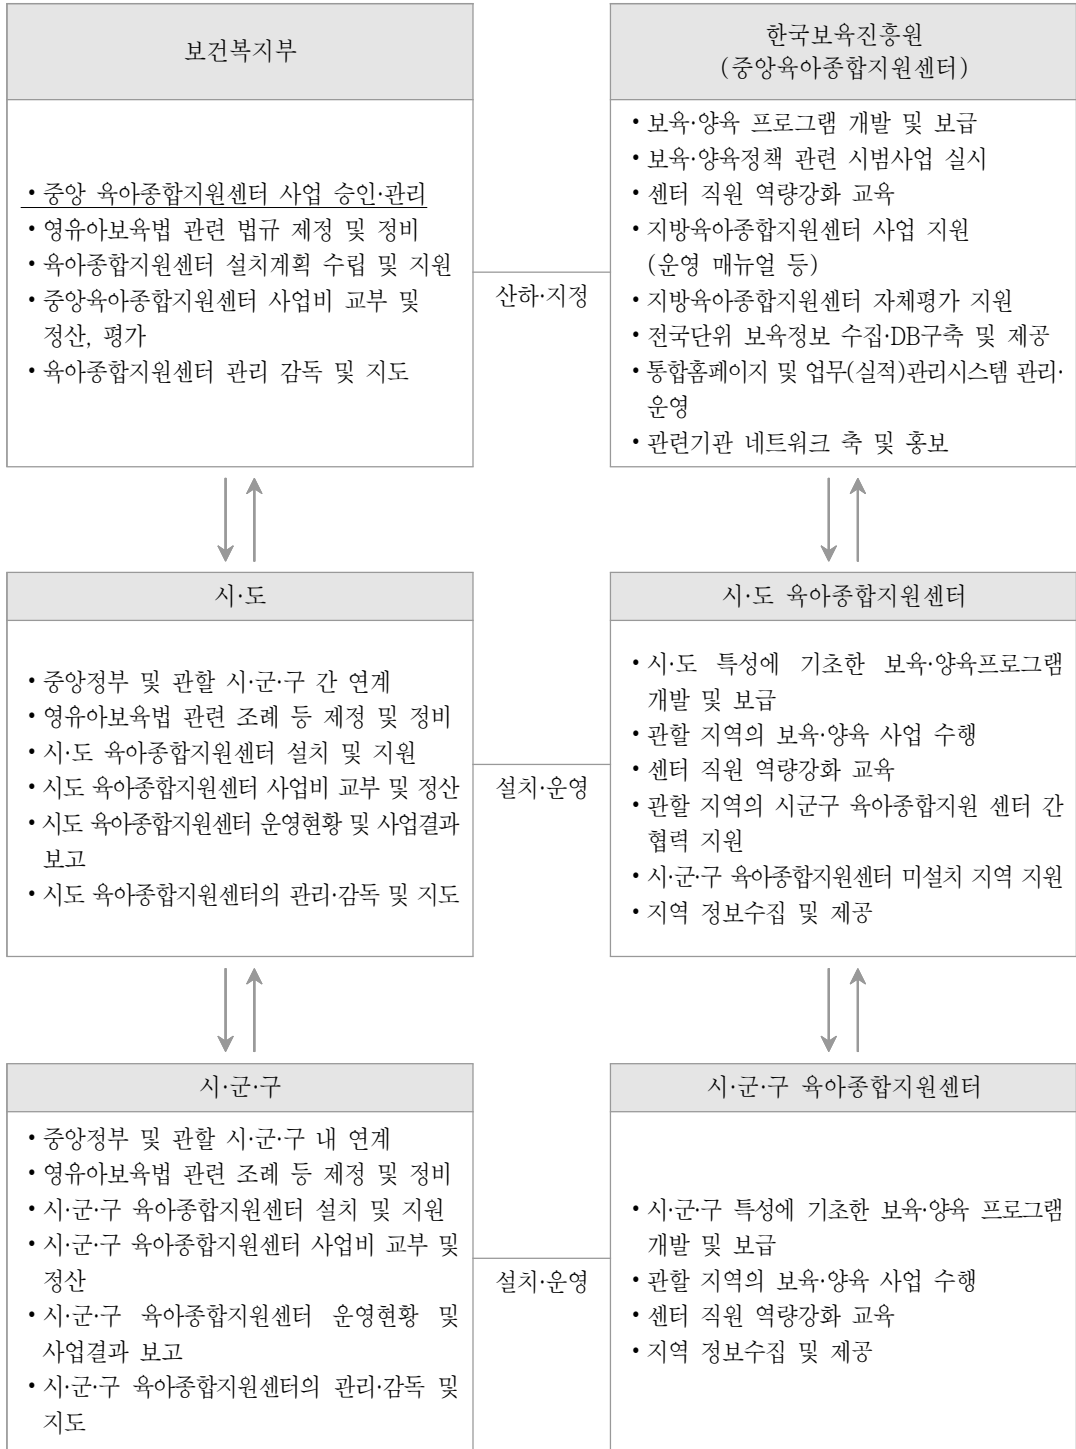 보건복지부
• 중앙 육아종합지원센터 사업 승인·관리
• 영유아보육법 관련 법규 제정 및 정비
• 육아종합지원센터 설치계획 수립 및 지원
• 중앙육아종합지원센터 사업비 교부 및
정산, 평가
• 육아종합지원센터 관리 감독 및 지도
산하·지정
한국보육진흥원
(중앙육아종합지원센터)
• 보육·양육 프로그램 개발 및 보급
• 보육·양육정책 관련 시범사업 실시
• 센터 직원 역량강화 교육
• 지방육아종합지원센터 사업 지원
(운영 매뉴얼 등)
• 지방육아종합지원센터 자체평가 지원
• 전국단위 보육정보 수집·DB구축 및 제공
• 통합홈페이지 및 업무(실적)관리시스템 관리·
운영
• 관련기관 네트워크 축 및 홍보
시·도
• 중앙정부 및 관할 시·군·구 간 연계
• 영유아보육법 관련 조례 등 제정 및 정비
• 시·도 육아종합지원센터 설치 및 지원
• 시도 육아종합지원센터 사업비 교부 및 정산
• 시도 육아종합지원센터 운영현황 및 사업결과
보고
• 시도 육아종합지원센터의 관리·감독 및 지도
설치·운영
시·도 육아종합지원센터
• 시·도 특성에 기초한 보육·양육프로그램
개발 및 보급
• 관할 지역의 보육·양육 사업 수행
• 센터 직원 역량강화 교육
• 관할 지역의 시군구 육아종합지원 센터 간
협력 지원
• 시·군·구 육아종합지원센터 미설치 지역 지원
• 지역 정보수집 및 제공
시·군·구
• 중앙정부 및 관할 시·군·구 내 연계
• 영유아보육법 관련 조례 등 제정 및 정비
• 시·군·구 육아종합지원센터 설치 및 지원
• 시·군·구 육아종합지원센터 사업비 교부 및
정산
• 시·군·구 육아종합지원센터 운영현황 및
사업결과 보고
• 시·군·구 육아종합지원센터의 관리·감독 및
지도
설치·운영
시·군·구 육아종합지원센터
• 시·군·구 특성에 기초한 보육·양육 프로그램
개발 및 보급
• 관할 지역의 보육·양육 사업 수행
• 센터 직원 역량강화 교육
• 지역 정보수집 및 제공